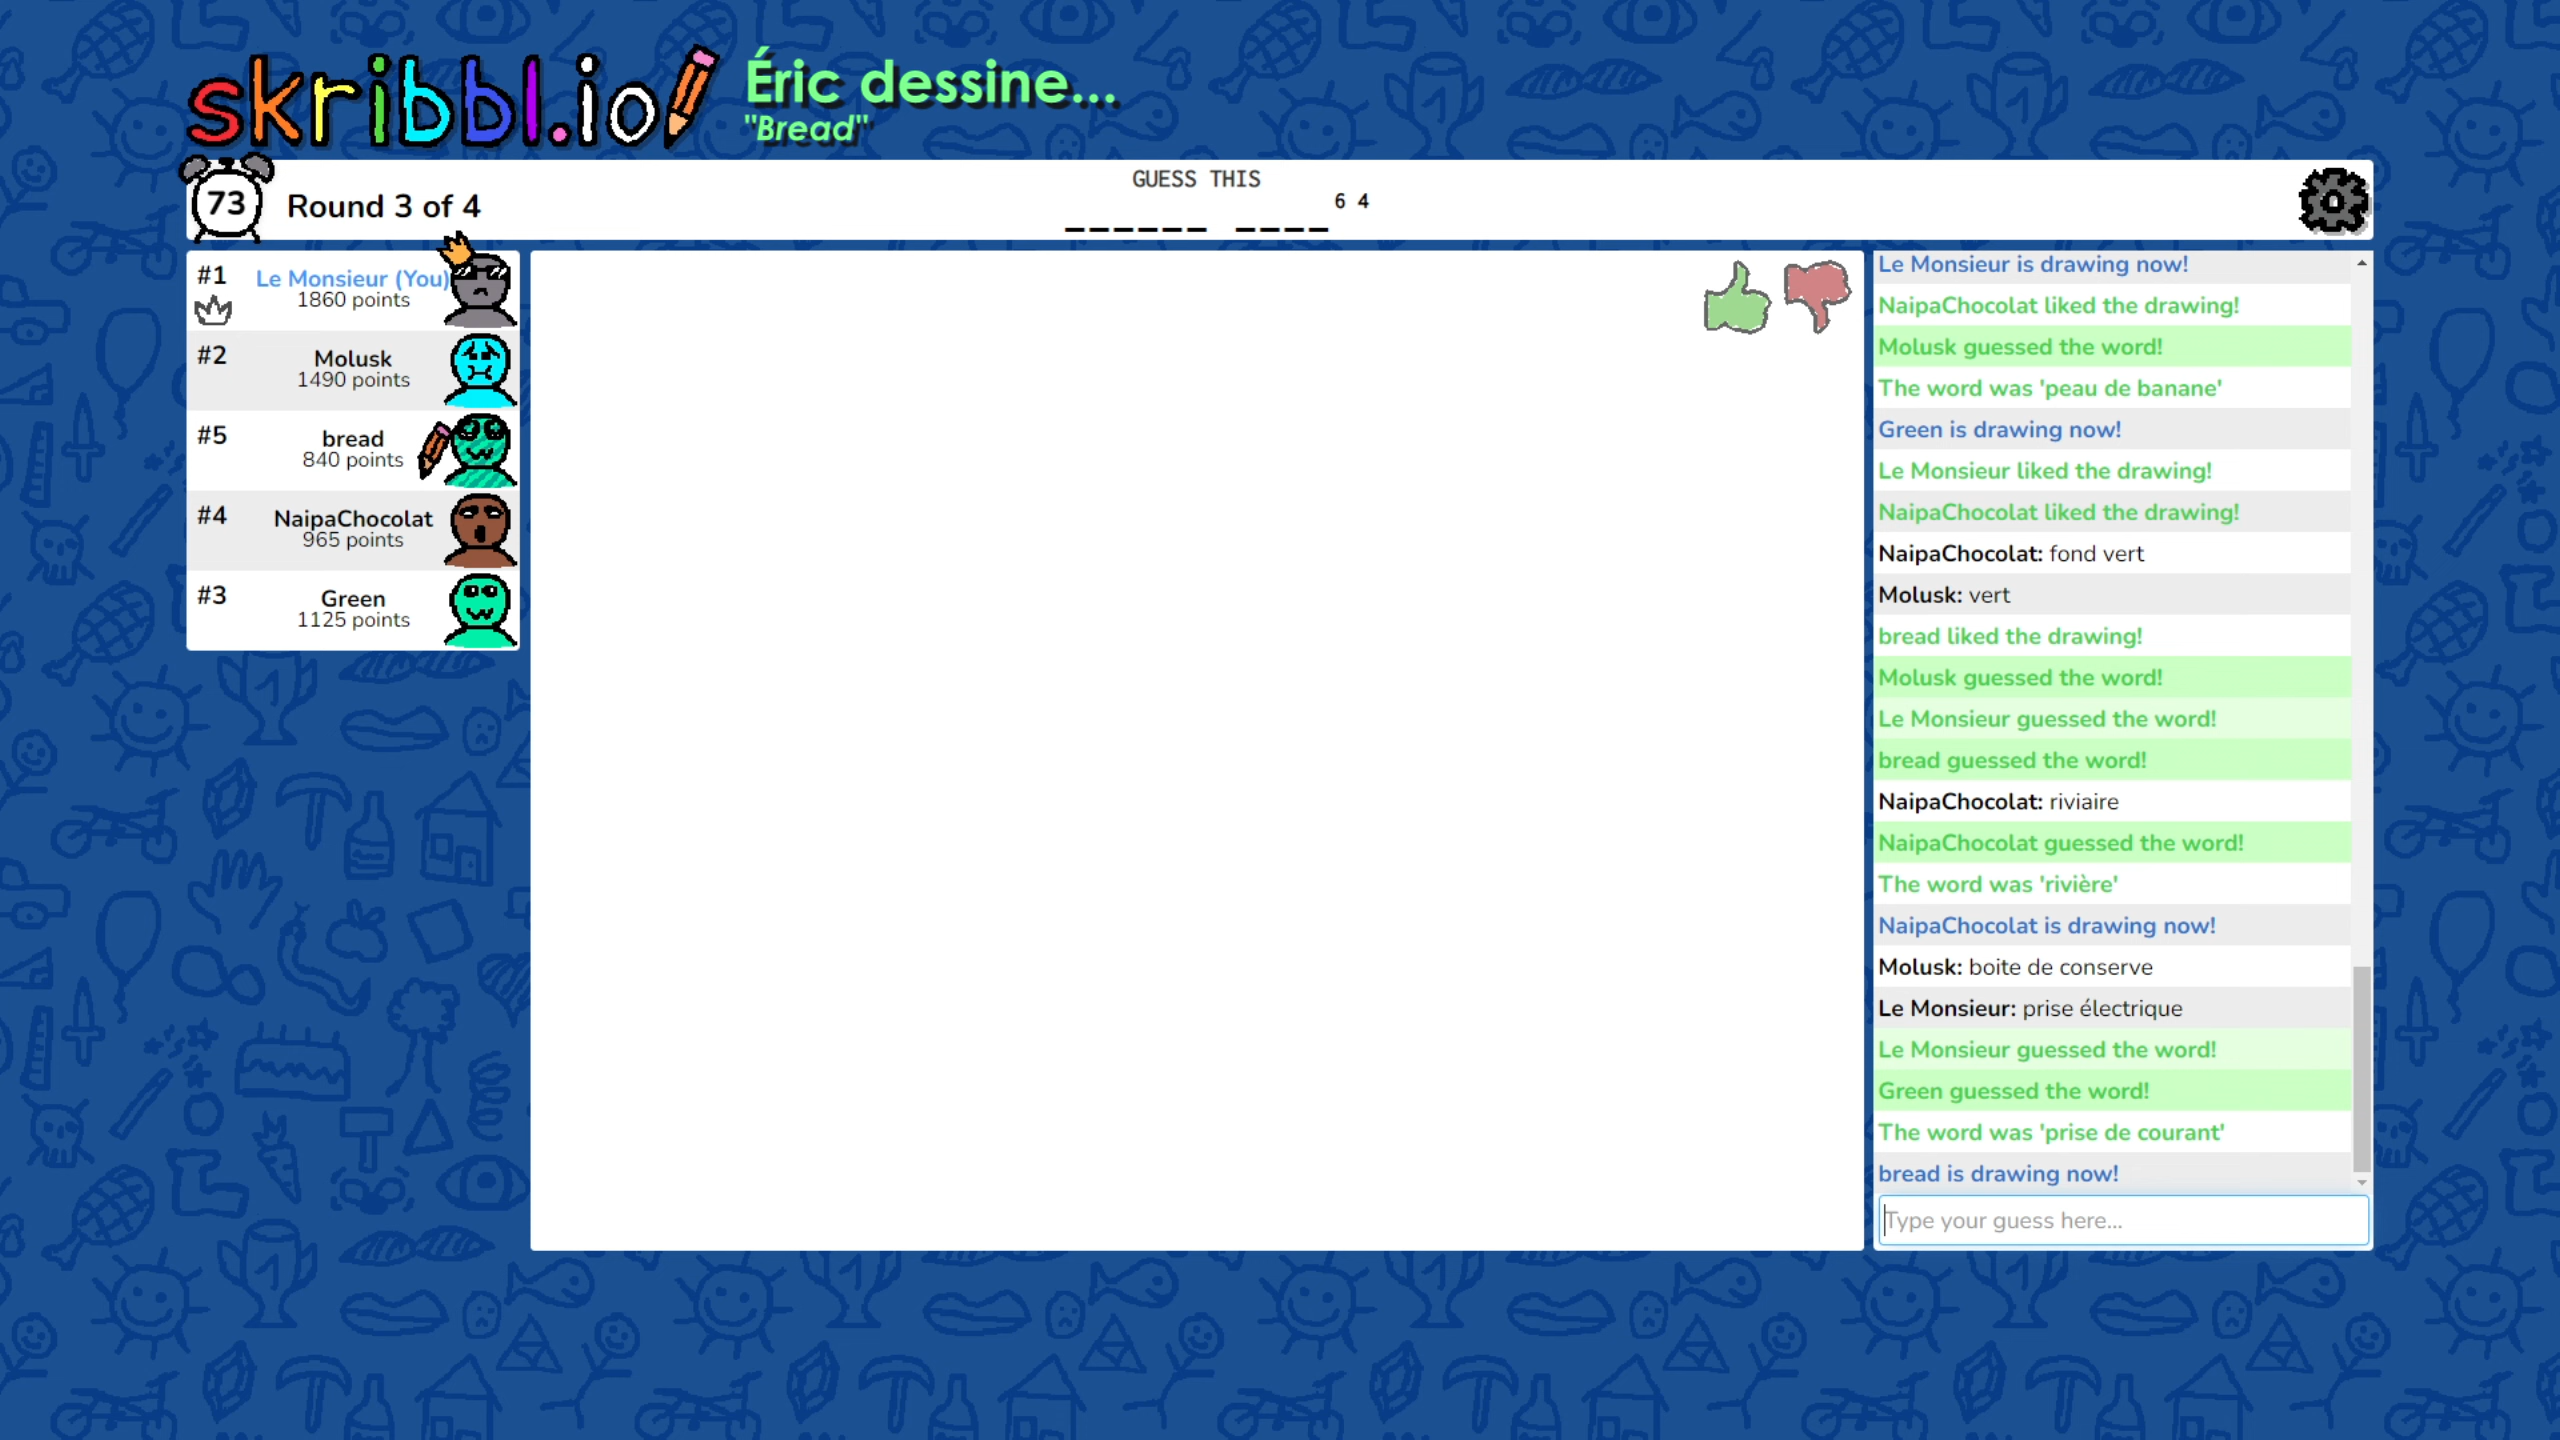 skribbl.io
Éric dessine...
"Bread"
73
Round 3 of 4
GUESS THIS
______ ____ 6 4
#1
Le Monsieur (You)
1860 points
#2
Molusk
1490 points
#5
bread
840 points
#4
NaipaChocolat
965 points
#3
Green
1125 points
Le Monsieur is drawing now!
NaipaChocolat liked the drawing!
Molusk guessed the word!
The word was 'peau de banane'
Green is drawing now!
Le Monsieur liked the drawing!
NaipaChocolat liked the drawing!
NaipaChocolat: fond vert
Molusk: vert
bread liked the drawing!
Molusk guessed the word!
Le Monsieur guessed the word!
bread guessed the word!
NaipaChocolat: riviaire
NaipaChocolat guessed the word!
The word was 'rivière'
NaipaChocolat is drawing now!
Molusk: boite de conserve
Le Monsieur: prise électrique
Le Monsieur guessed the word!
Green guessed the word!
The word was 'prise de courant'
bread is drawing now!
Type your guess here...